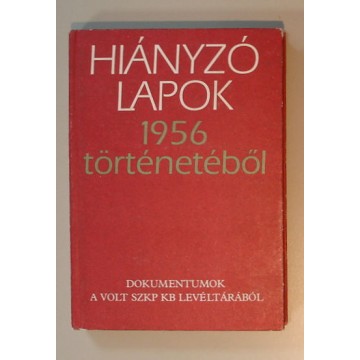 HIÁNYZÓ
LAPOK
1956
történetéből
DOKUMENTUMOK
A VOLT SZKP KB LEVÉLTÁRÁBÓL